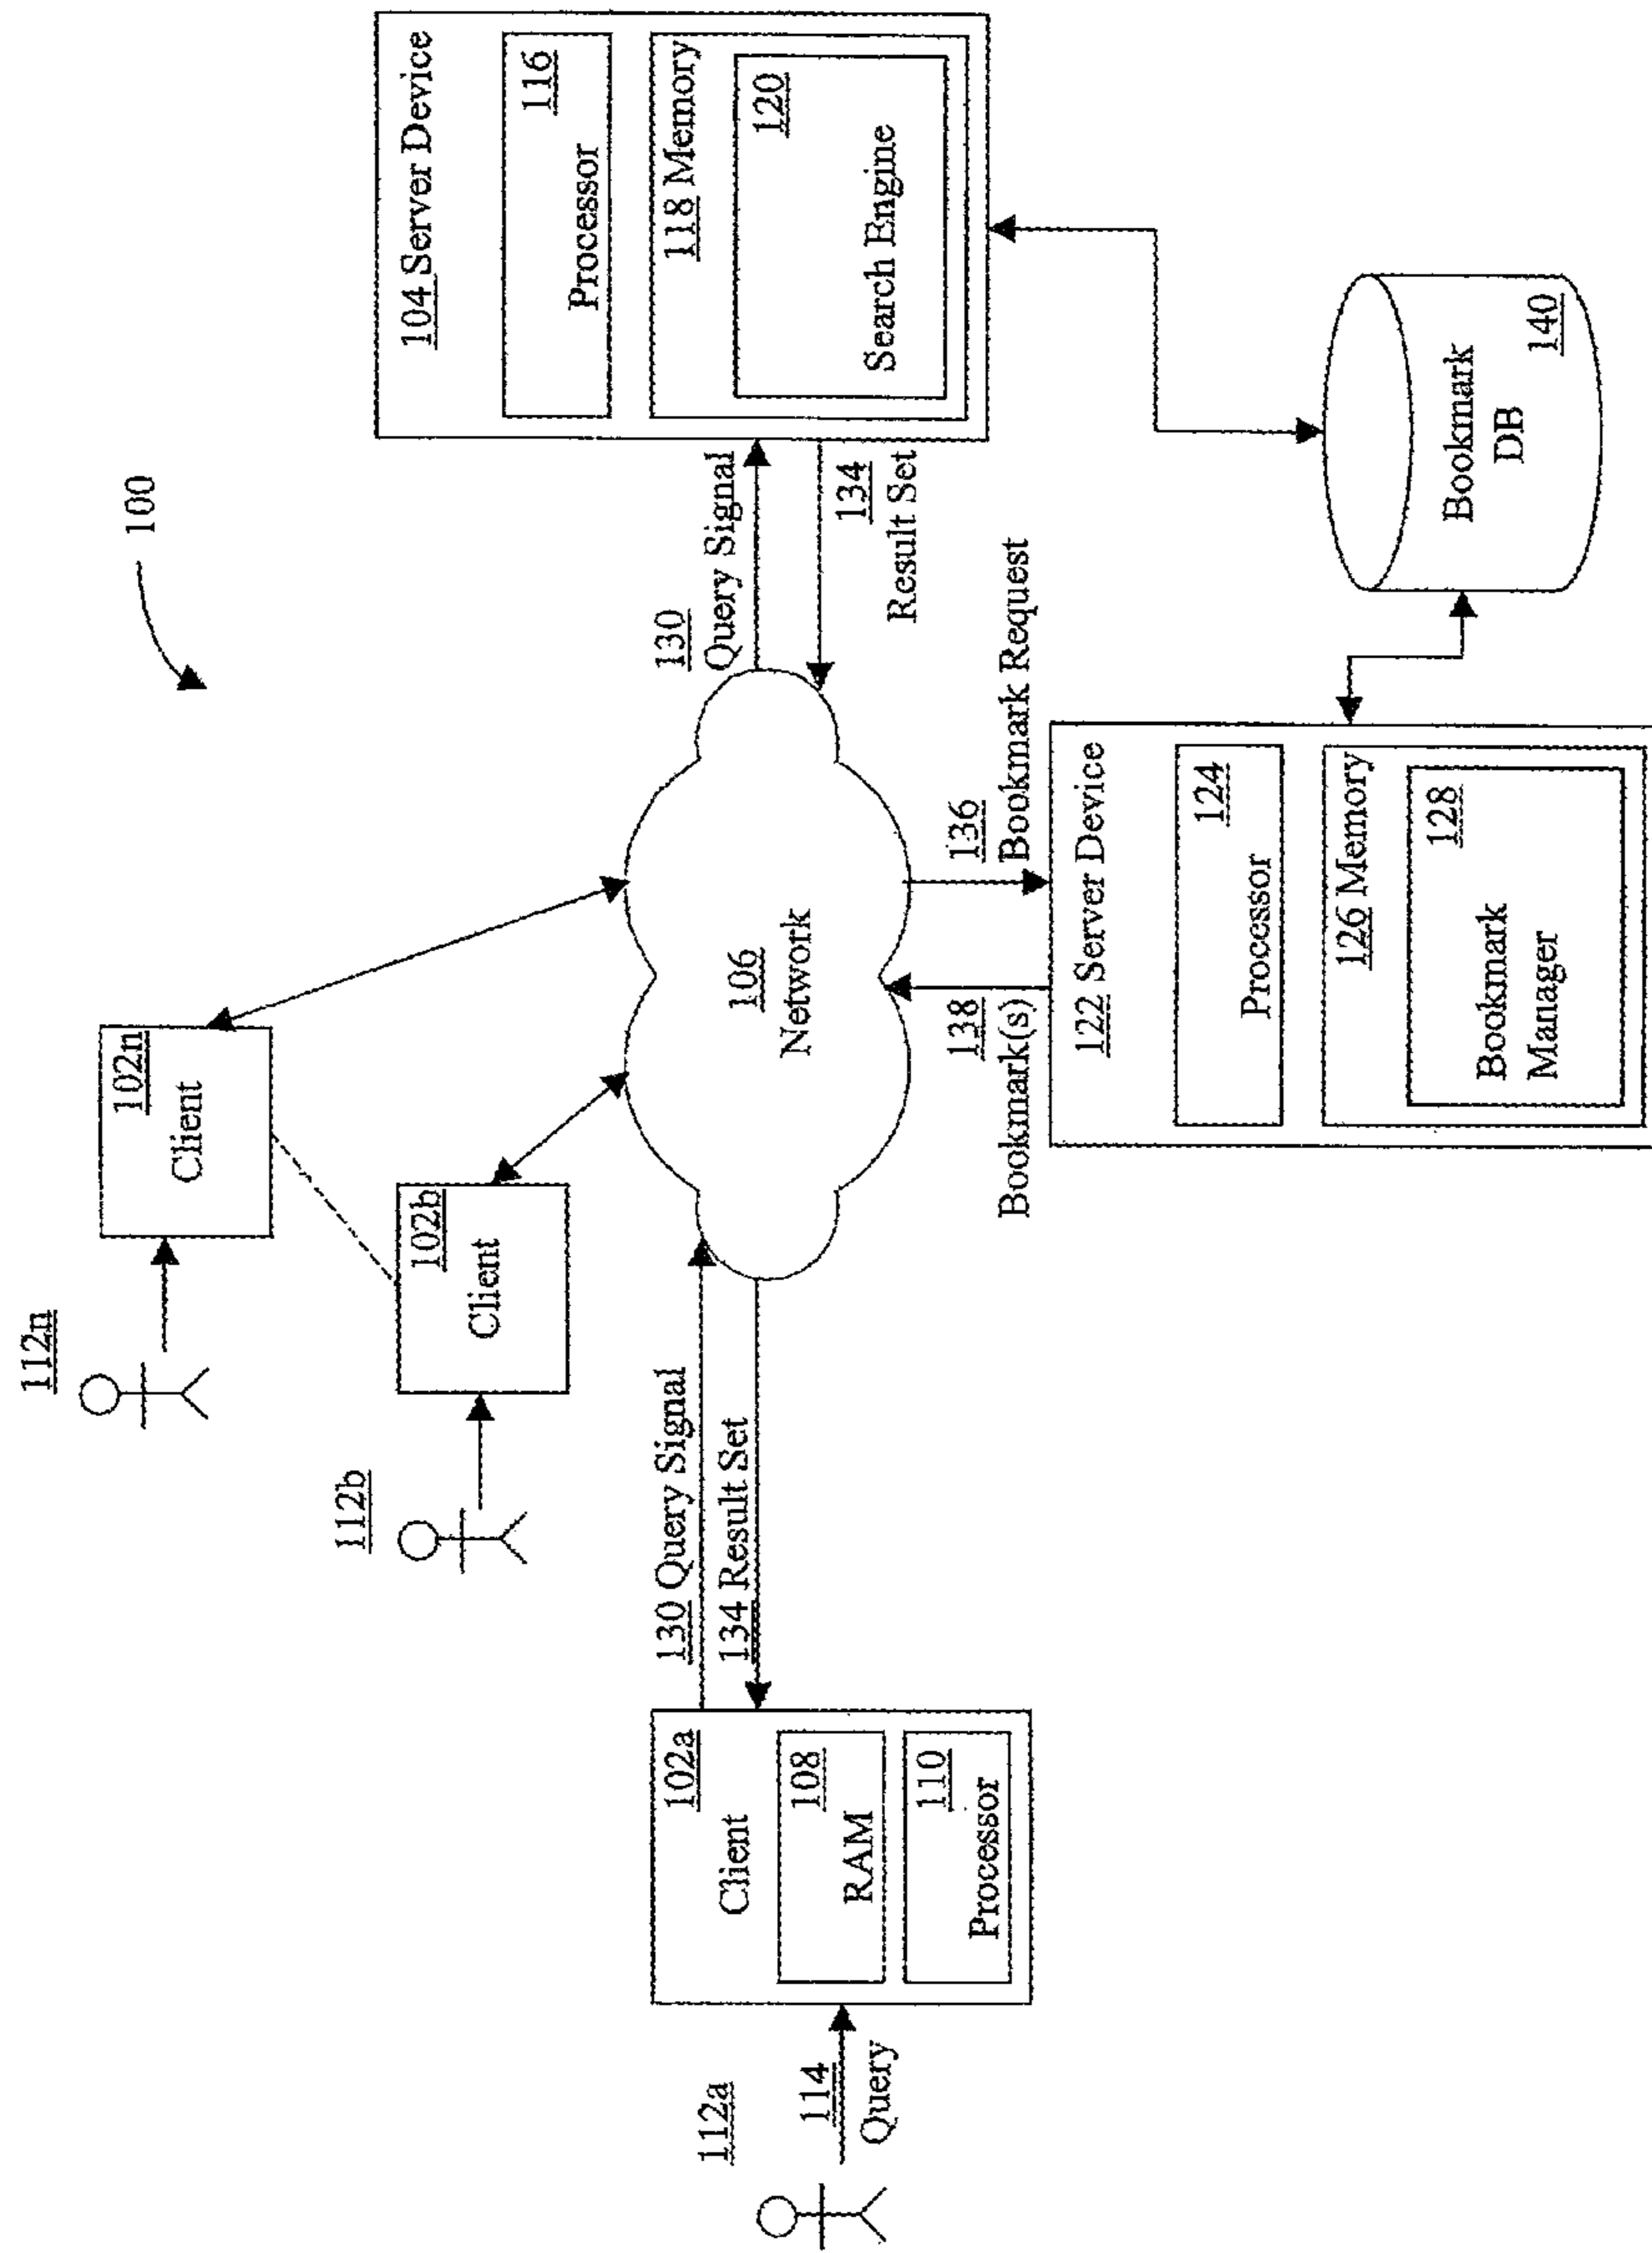 100
112n
102n
Client
112b
102b
Client
112a
114
Query
102a
Client
108
RAM
110
Processor
130 Query Signal
134 Result Set
106
Network
130
Query Signal
134
Result Set
104 Server Device
116
Processor
118 Memory
120
Search Engine
138
Bookmark(s)
136
Bookmark Request
122 Server Device
124
Processor
126 Memory
128
Bookmark
Manager
Bookmark
DB
140